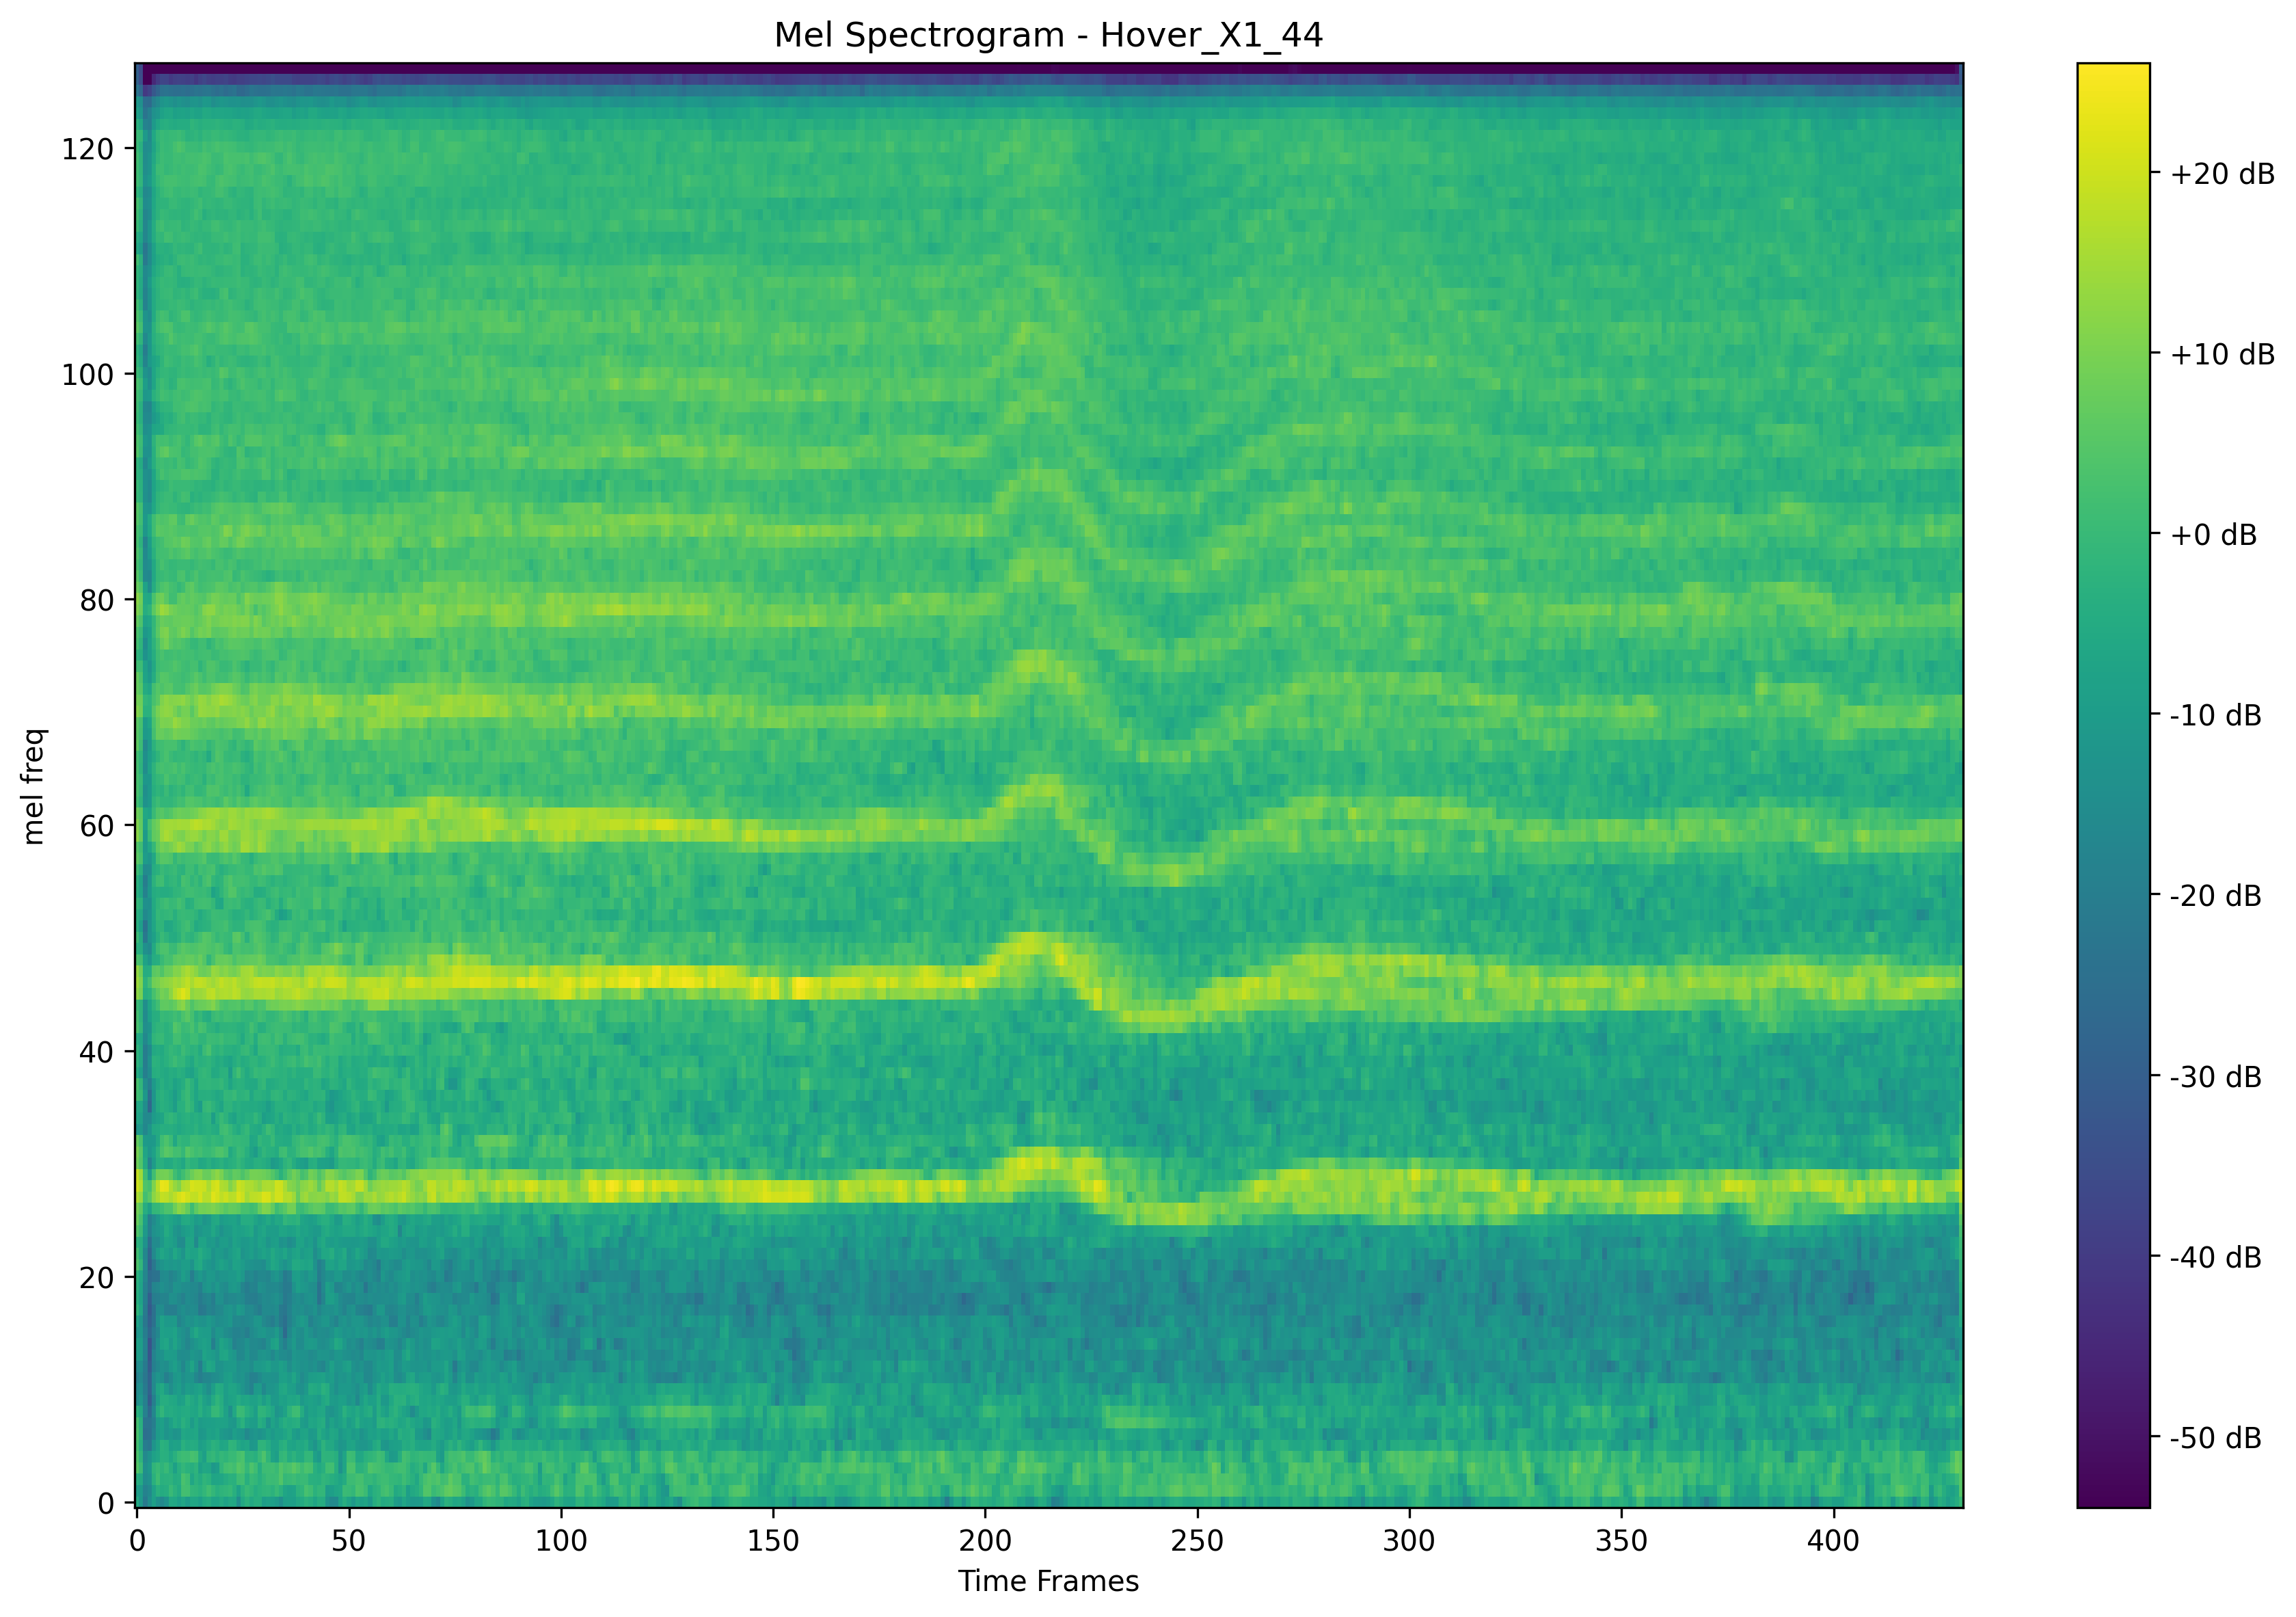 Mel Spectrogram - Hover_X1_44
mel freq
120
100
80
60
40
20
0
0 50 100 150 200 250 300 350 400
Time Frames
+20 dB
+10 dB
+0 dB
-10 dB
-20 dB
-30 dB
-40 dB
-50 dB